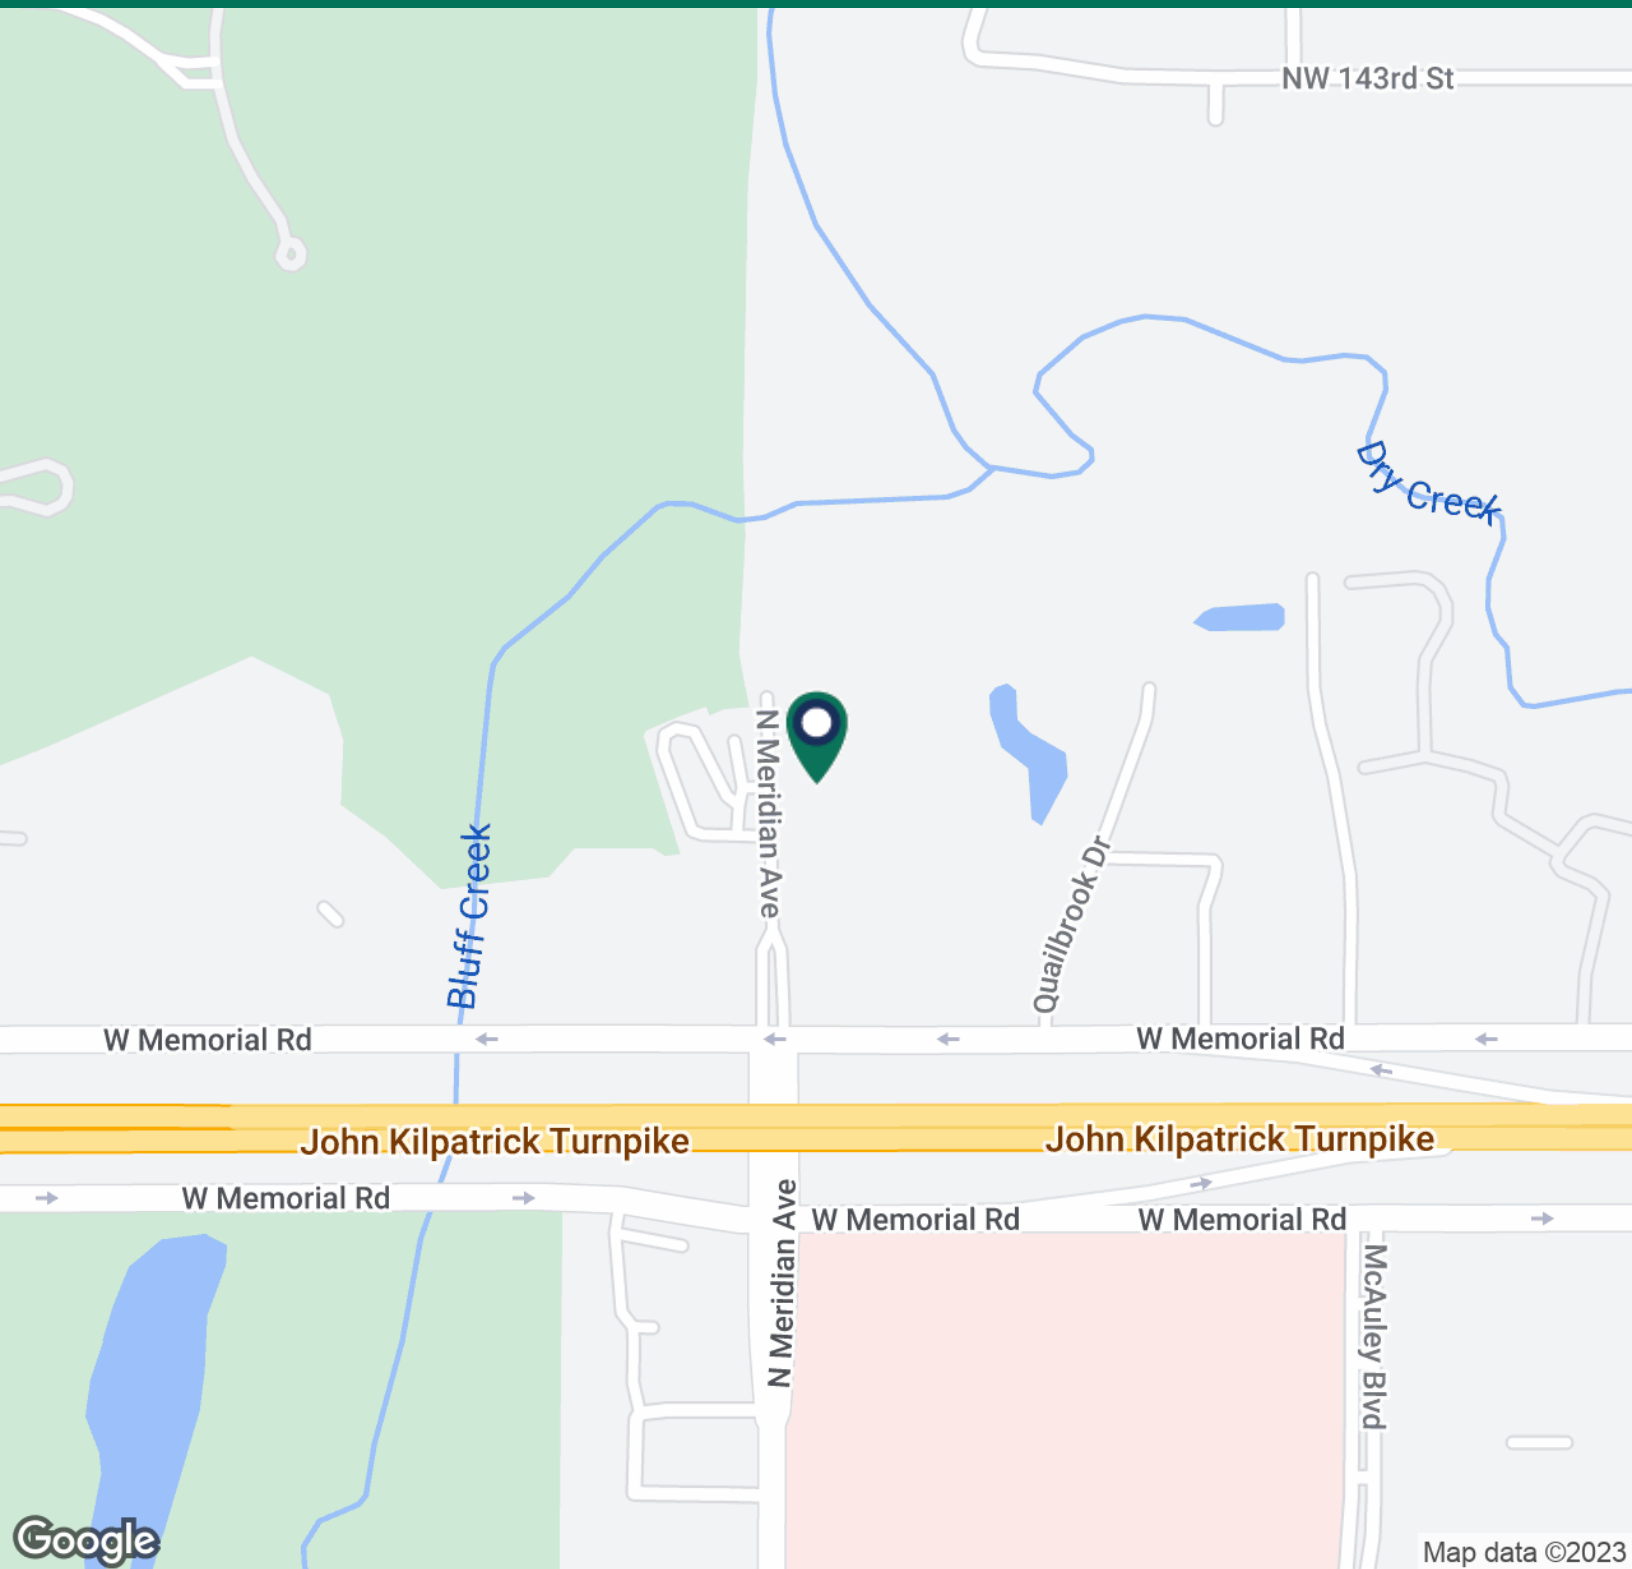 NW 143rd St
Dry Creek
N Meridian Ave
Bluff Creek
Quailbrook Dr
W Memorial Rd
W Memorial Rd
John Kilpatrick Turnpike
John Kilpatrick Turnpike
W Memorial Rd
W Memorial Rd
W Memorial Rd
N Meridian Ave
McAuley Blvd
Google
Map data ©2023